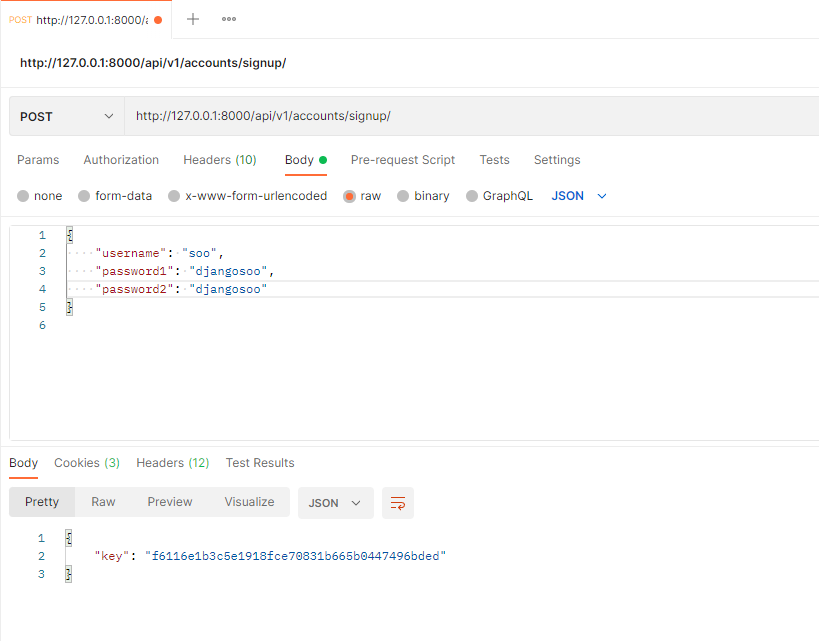 POST http://127.0.0.1:8000/a
http://127.0.0.1:8000/api/v1/accounts/signup/
POST http://127.0.0.1:8000/api/v1/accounts/signup/
Params Authorization Headers (10) Body Pre-request Script Tests Settings
none form-data x-www-form-urlencoded raw binary GraphQL JSON
1 {
2 "username": "soo",
3 "password1": "djangosoo",
4 "password2": "djangosoo"
5 }
6
Body Cookies (3) Headers (12) Test Results
Pretty Raw Preview Visualize JSON
1 {
2 "key": "f6116e1b3c5e1918fce70831b665b0447496bded"
3 }